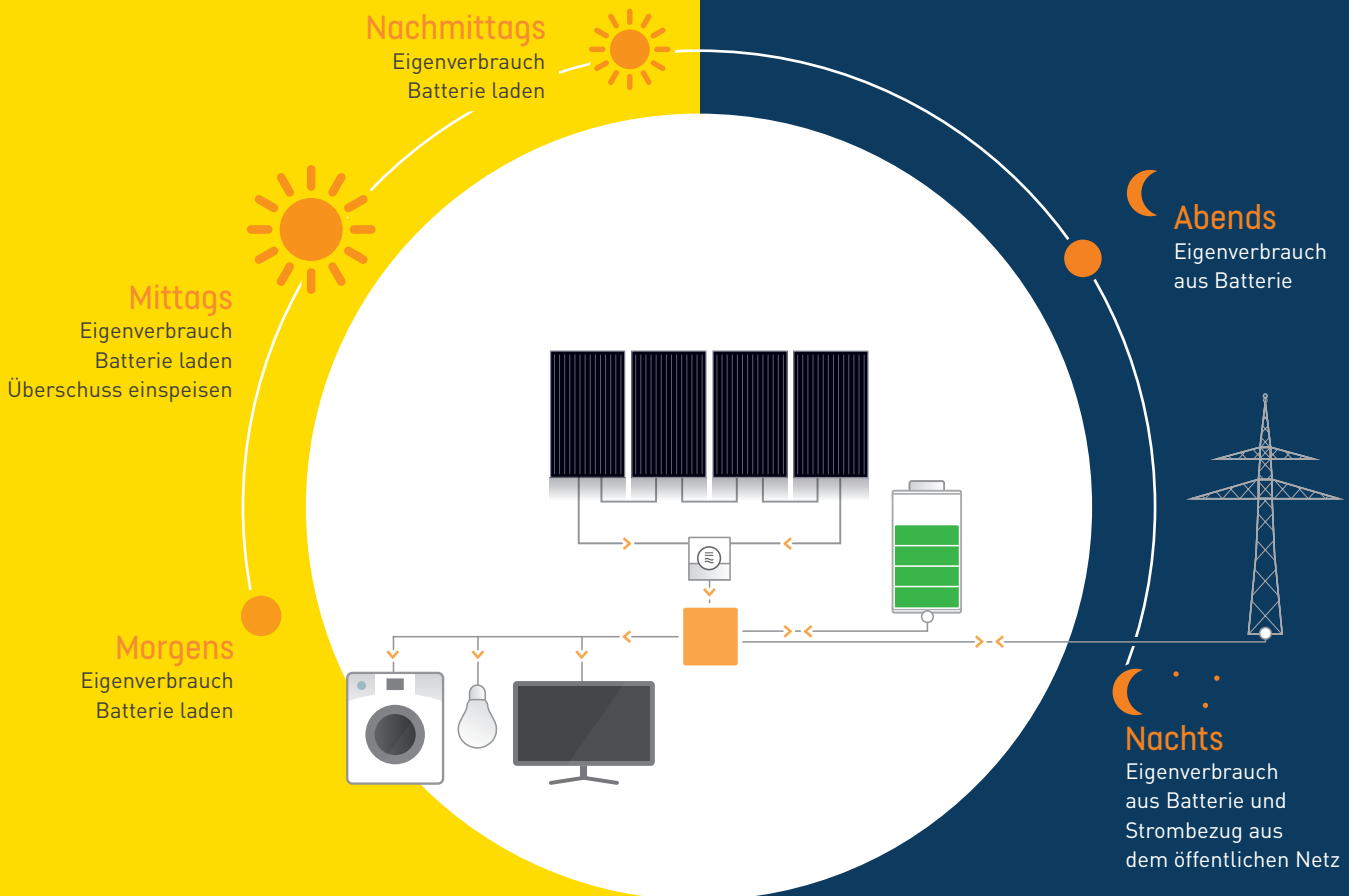 Nachmittags
Eigenverbrauch
Batterie laden
Mittags
Eigenverbrauch
Batterie laden
Überschuss einspeisen
Morgens
Eigenverbrauch
Batterie laden
Abends
Eigenverbrauch
aus Batterie
Nachts
Eigenverbrauch
aus Batterie und
Strombezug aus
dem öffentlichen Netz